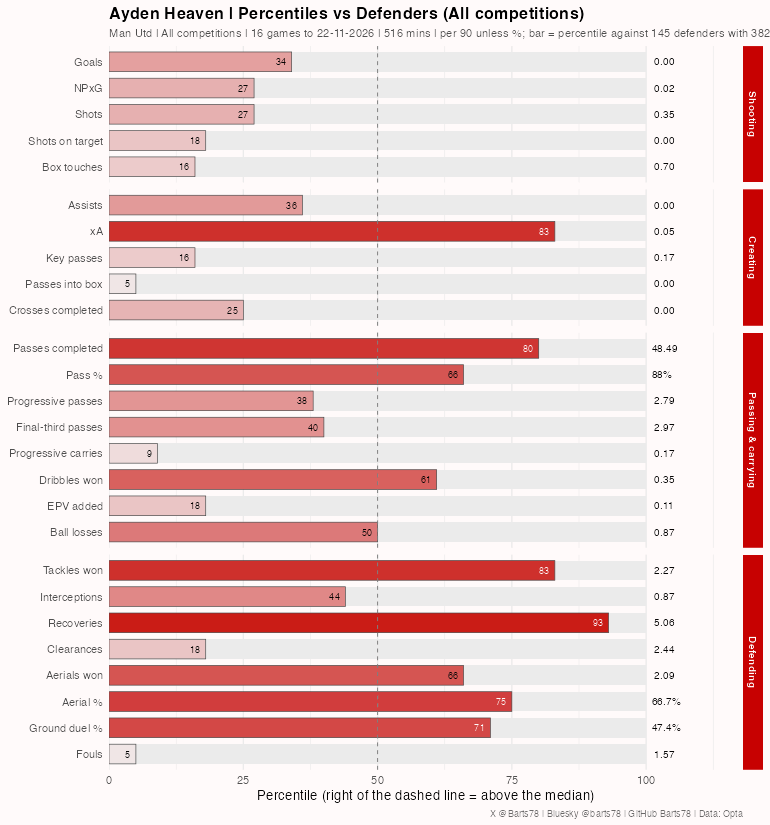 Ayden Heaven | Percentiles vs Defenders (All competitions)
Man Utd | All competitions | 16 games to 22-11-2026 | 516 mins | per 90 unless %; bar = percentile against 145 defenders with 382
Goals 34 0.00
NPxG 27 0.02
Shots 27 0.35
Shots on target 18 0.00
Box touches 16 0.70
Shooting
Assists 36 0.00
xA 83 0.05
Key passes 16 0.17
Passes into box 5 0.00
Crosses completed 25 0.00
Creating
Passes completed 80 48.49
Pass % 66 88%
Progressive passes 38 2.79
Final-third passes 40 2.97
Progressive carries 9 0.17
Dribbles won 61 0.35
EPV added 18 0.11
Ball losses 50 0.87
Passing & carrying
Tackles won 83 2.27
Interceptions 44 0.87
Recoveries 93 5.06
Clearances 18 2.44
Aerials won 66 2.09
Aerial % 75 66.7%
Ground duel % 71 47.4%
Fouls 5 1.57
Defending
0 25 50 75 100
Percentile (right of the dashed line = above the median)
X @Barts78 | Bluesky @barts78 | GitHub Barts78 | Data: Opta